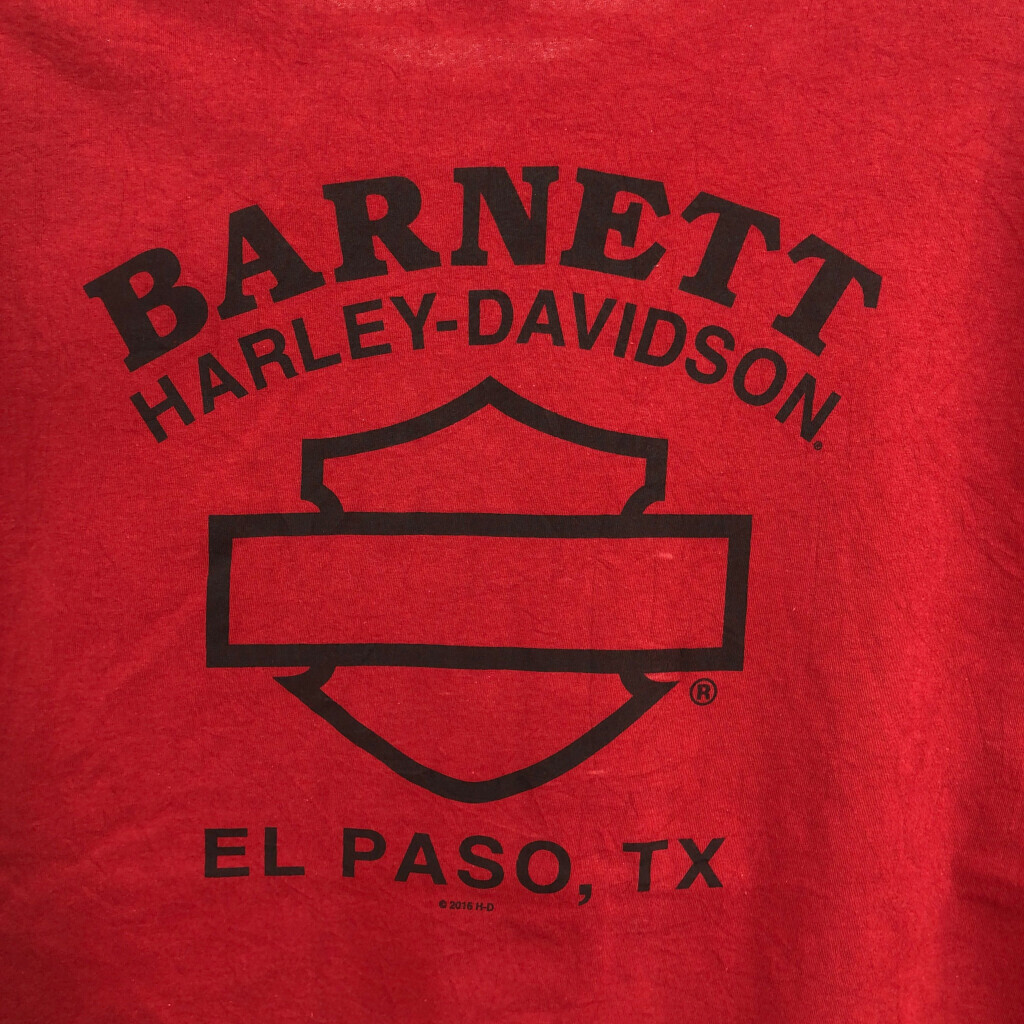 BARNETT
HARLEY-DAVIDSON®
®
EL PASO, TX
© 2016 H-D